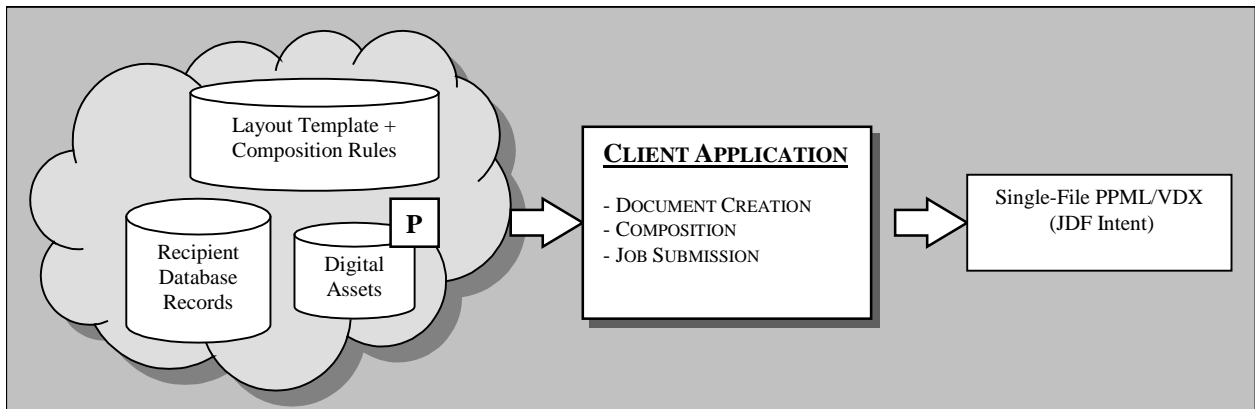 Layout Template +
Composition Rules
P
Recipient
Database
Records
Digital
Assets
CLIENT APPLICATION
- DOCUMENT CREATION
- COMPOSITION
- JOB SUBMISSION
Single-File PPML/VDX
(JDF Intent)